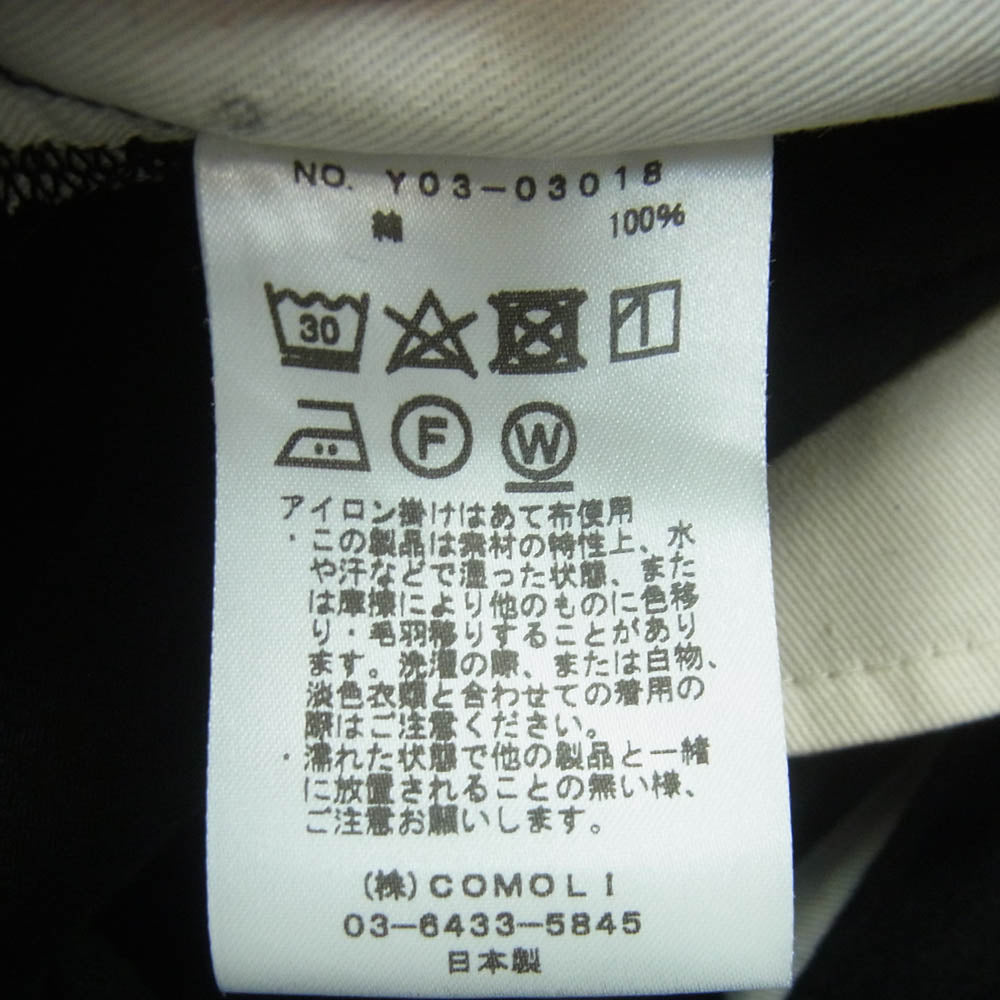 NO. Y03-03018
綿 100%
30
F W
アイロン掛けはあて布使用
・この製品は素材の特性上、水
や汗などで湿った状態、また
は摩擦により他のものに色移
り・毛羽移りすることがあり
ます。洗濯の際、または白物、
淡色衣類と合わせての着用の
際はご注意ください。
・濡れた状態で他の製品と一緒
に放置されることの無い様、
ご注意お願いします。
(株)COMOLI
03-6433-5845
日本製